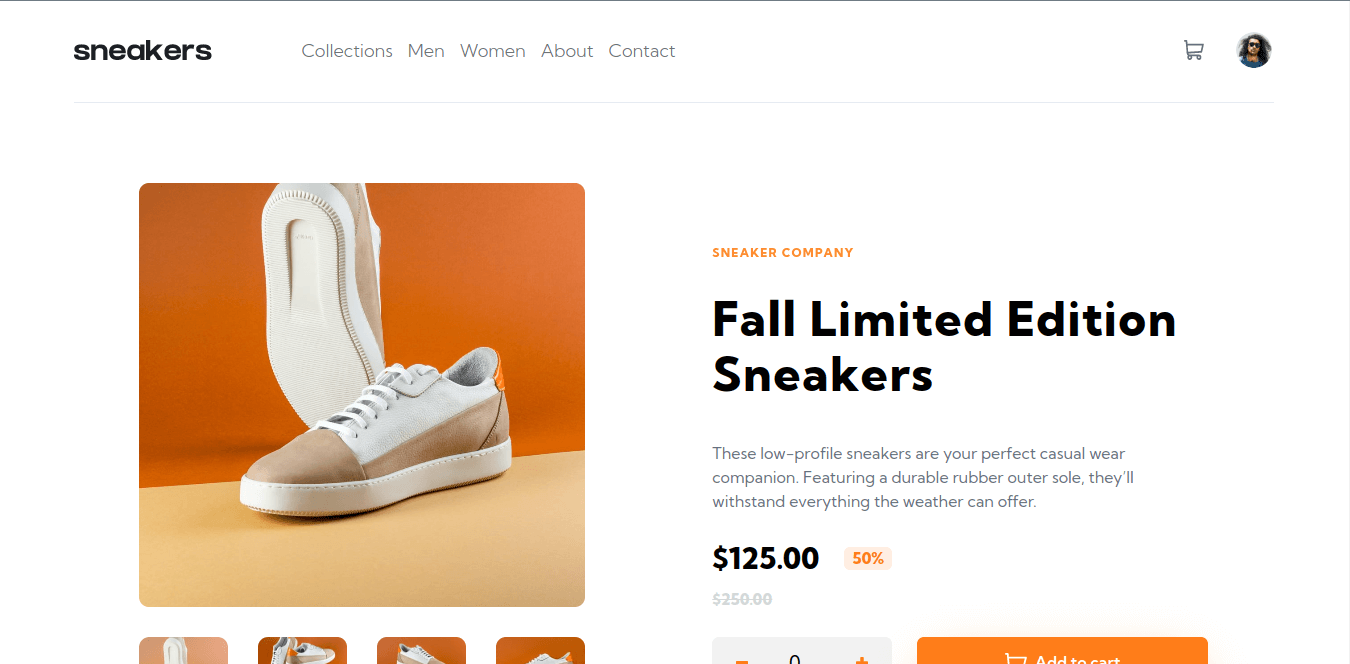 sneakers
Collections Men Women About Contact
SNEAKER COMPANY
Fall Limited Edition
Sneakers
These low-profile sneakers are your perfect casual wear
companion. Featuring a durable rubber outer sole, they'll
withstand everything the weather can offer.
$125.00 50%
$250.00
- 0 +
Add to cart